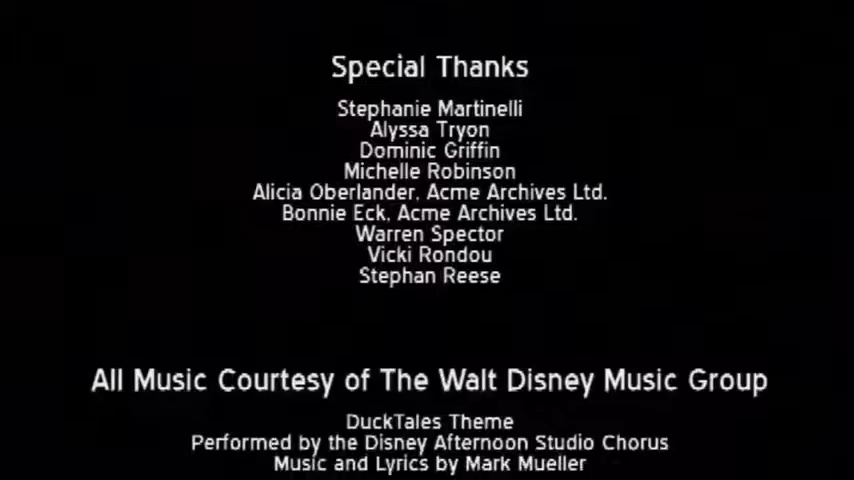 Special Thanks
Stephanie Martinelli
Alyssa Tryon
Dominic Griffin
Michelle Robinson
Alicia Oberlander, Acme Archives Ltd.
Bonnie Eck, Acme Archives Ltd.
Warren Spector
Vicki Rondou
Stephan Reese
All Music Courtesy of The Walt Disney Music Group
DuckTales Theme
Performed by the Disney Afternoon Studio Chorus
Music and Lyrics by Mark Mueller